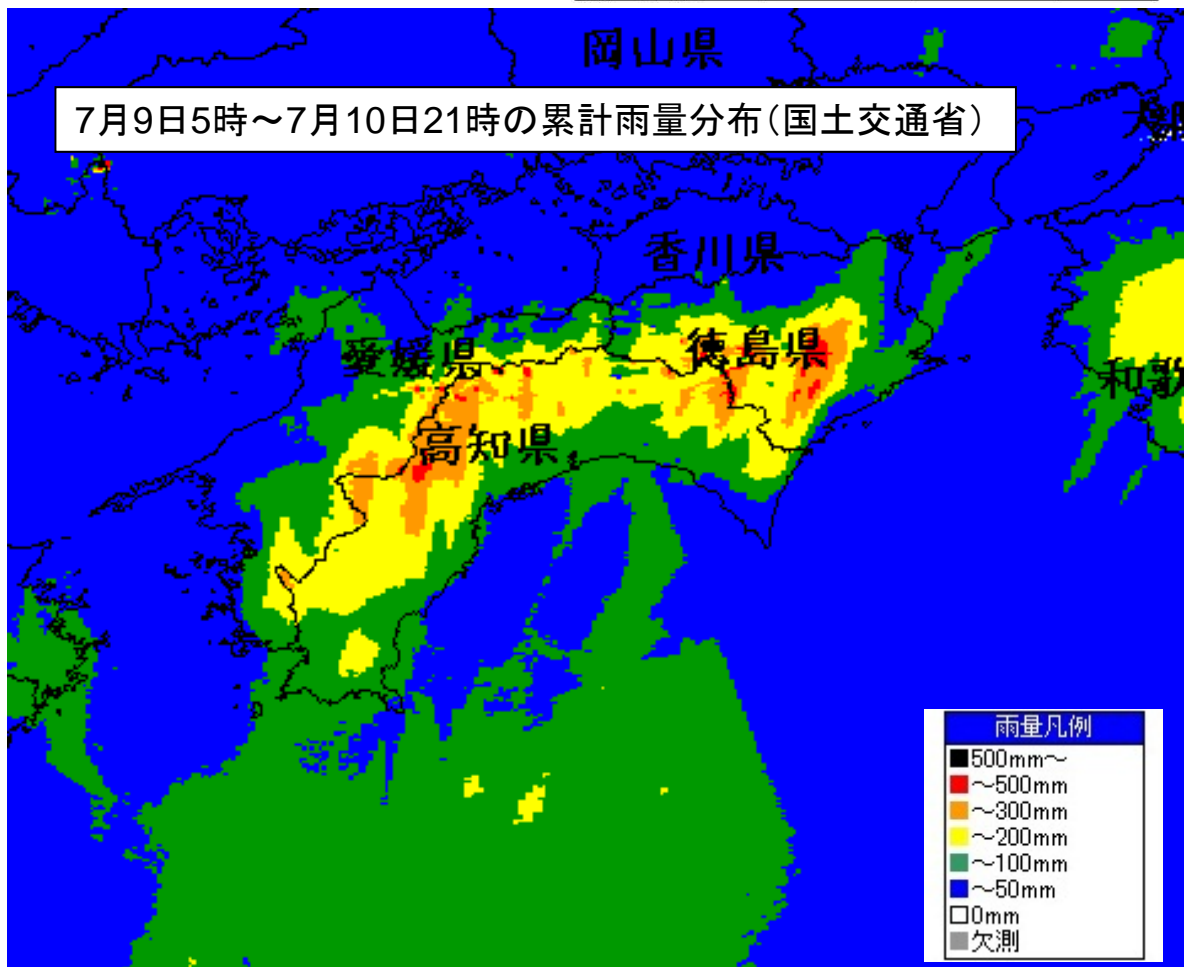 岡山県
7月9日5時～7月10日21時の累計雨量分布(国土交通省)
香川県
愛媛県
徳島県
和歌
高知県
雨量凡例
500mm～
～500mm
～300mm
～200mm
～100mm
～50mm
0mm
欠測